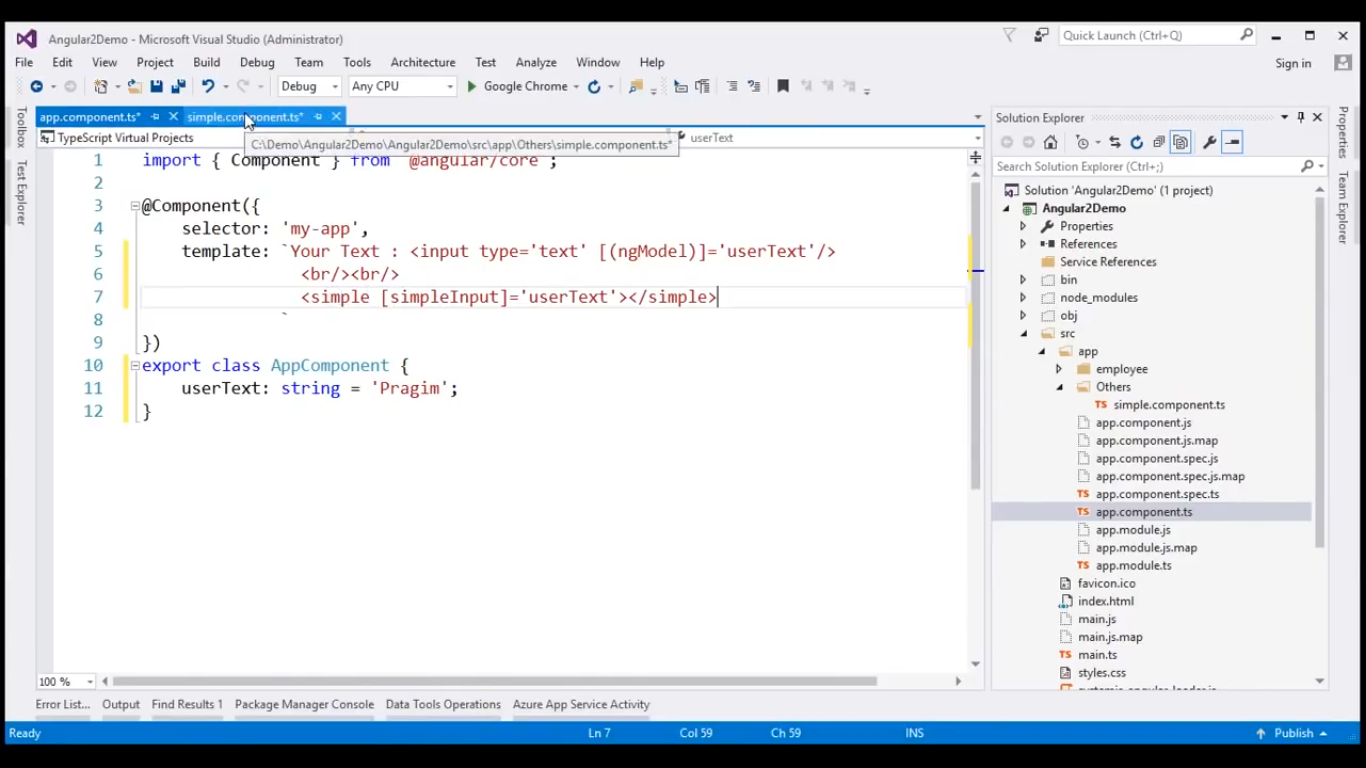 Angular2Demo - Microsoft Visual Studio (Administrator)
Quick Launch (Ctrl+Q)
File Edit View Project Build Debug Team Tools Architecture Test Analyze Window Help
Sign in
Debug Any CPU Google Chrome
app.component.ts* simple.component.ts*
TypeScript Virtual Projects userText
C:\Demo\Angular2Demo\Angular2Demo\src\app\Others\simple.component.ts*
Toolbox
Test Explorer
1 import { Component } from '@angular/core';
2
3 @Component({
4 selector: 'my-app',
5 template: `Your Text : <input type='text' [(ngModel)]='userText'/>
6 <br/><br/>
7 <simple [simpleInput]='userText'></simple>
8 `
9 })
10 export class AppComponent {
11 userText: string = 'Pragim';
12 }
100 %
Solution Explorer
Search Solution Explorer (Ctrl+;)
Solution 'Angular2Demo' (1 project)
Angular2Demo
Properties
References
Service References
bin
node_modules
obj
src
app
employee
Others
TS simple.component.ts
app.component.js
app.component.js.map
app.component.spec.js
app.component.spec.js.map
TS app.component.spec.ts
TS app.component.ts
app.module.js
app.module.js.map
TS app.module.ts
favicon.ico
index.html
main.js
main.js.map
TS main.ts
styles.css
Properties
Team Explorer
Error List... Output Find Results 1 Package Manager Console Data Tools Operations Azure App Service Activity
Ready Ln 7 Col 59 Ch 59 INS Publish